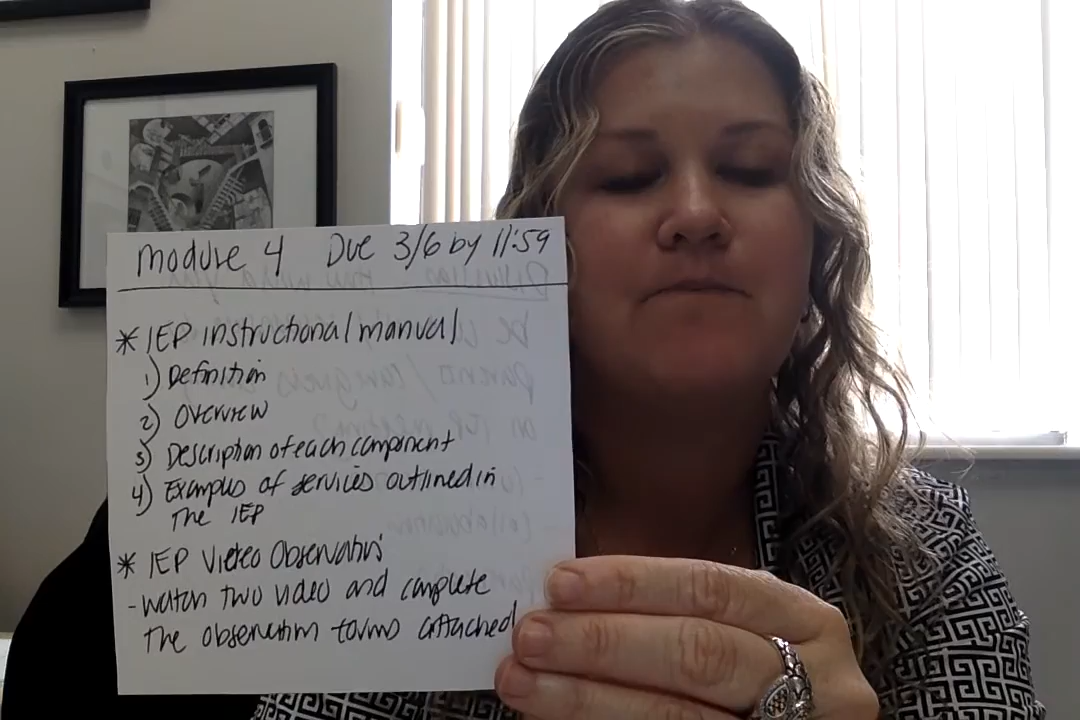 Module 4 Due 3/6 by 11:59
* IEP instructional manual
1) Definition
2) Overview
3) Description of each component
4) Examples of services outlined in
The IEP
* IEP Video Observation
- Watch two video and complete
The observation forms attached